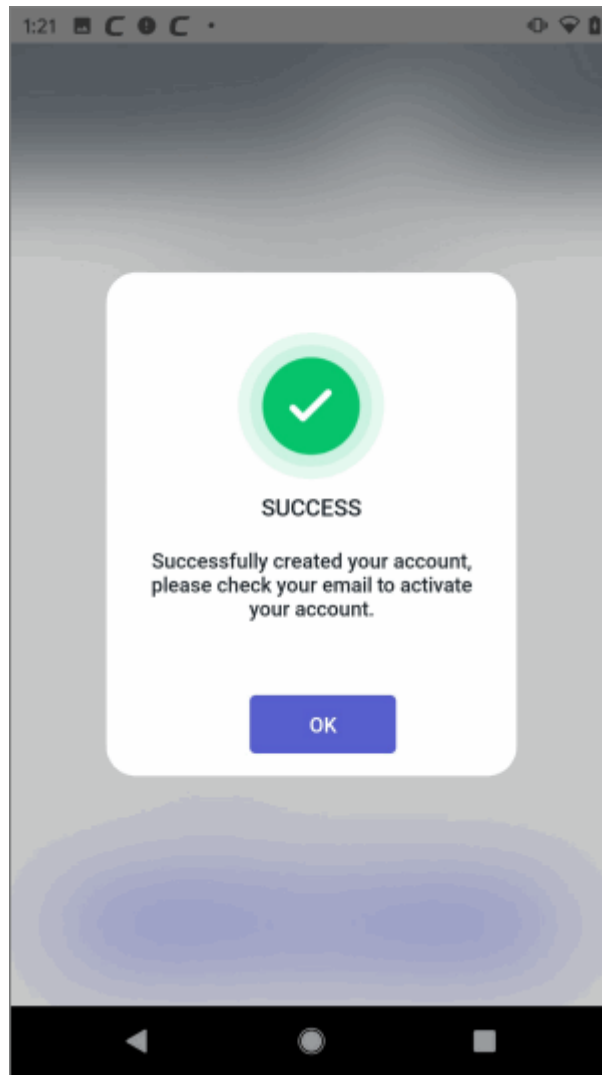 1:21
SUCCESS
Successfully created your account,
please check your email to activate
your account.
OK